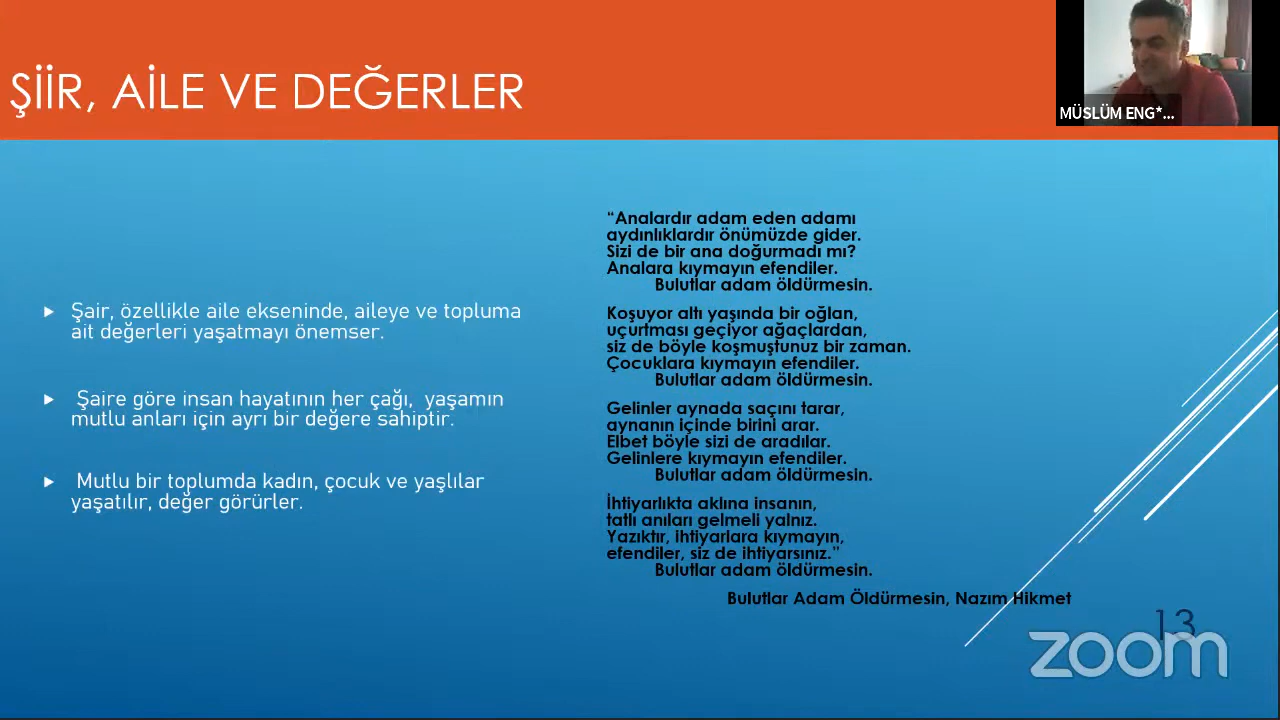 ŞİİR, AİLE VE DEĞERLER
MÜSLÜM ENG*...
Şair, özellikle aile ekseninde, aileye ve topluma
ait değerleri yaşatmayı önemser.
Şaire göre insan hayatının her çağı, yaşamın
mutlu anları için ayrı bir değere sahiptir.
Mutlu bir toplumda kadın, çocuk ve yaşlılar
yaşatılır, değer görürler.
“Analardır adam eden adamı
aydınlıklardır önümüzde gider.
Sizi de bir ana doğurmadı mı?
Analara kıymayın efendiler.
Bulutlar adam öldürmesin.
Koşuyor altı yaşında bir oğlan,
uçurtması geçiyor ağaçlardan,
siz de böyle koşmuştunuz bir zaman.
Çocuklara kıymayın efendiler.
Bulutlar adam öldürmesin.
Gelinler aynada saçını tarar,
aynanın içinde birini arar.
Elbet böyle sizi de aradılar.
Gelinlere kıymayın efendiler.
Bulutlar adam öldürmesin.
İhtiyarlıkta aklına insanın,
tatlı anıları gelmeli yalnız.
Yazıktır, ihtiyarlara kıymayın,
efendiler, siz de ihtiyarsınız.”
Bulutlar adam öldürmesin.
Bulutlar Adam Öldürmesin, Nazım Hikmet
13
zoom